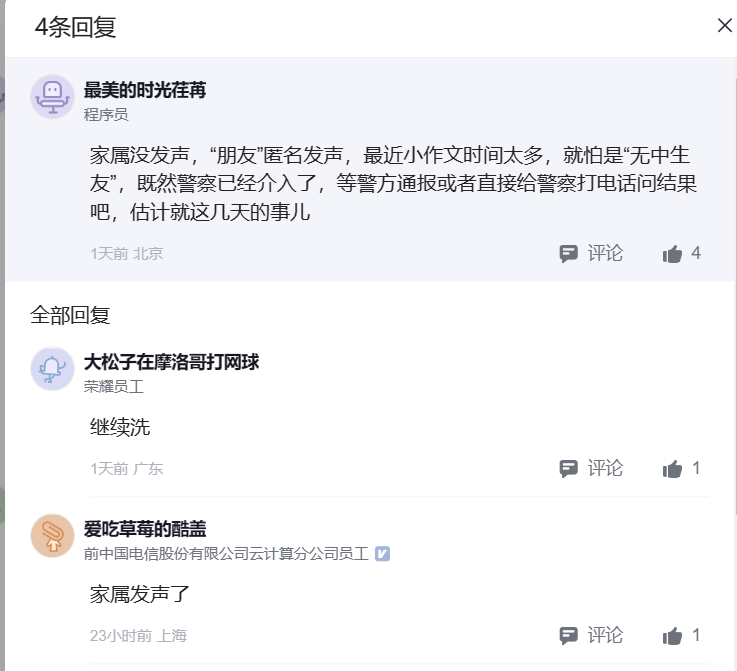 4条回复
最美的时光荏苒
程序员
家属没发声，“朋友”匿名发声，最近小作文时间太多，就怕是“无中生
友”，既然警察已经介入了，等警方通报或者直接给警察打电话问结果
吧，估计就这几天的事儿
1天前 北京
评论 4
全部回复
大松子在摩洛哥打网球
荣耀员工
继续洗
1天前 广东
评论 1
爱吃草莓的酷盖
前中国电信股份有限公司云计算分公司员工
家属发声了
23小时前 上海
评论 1